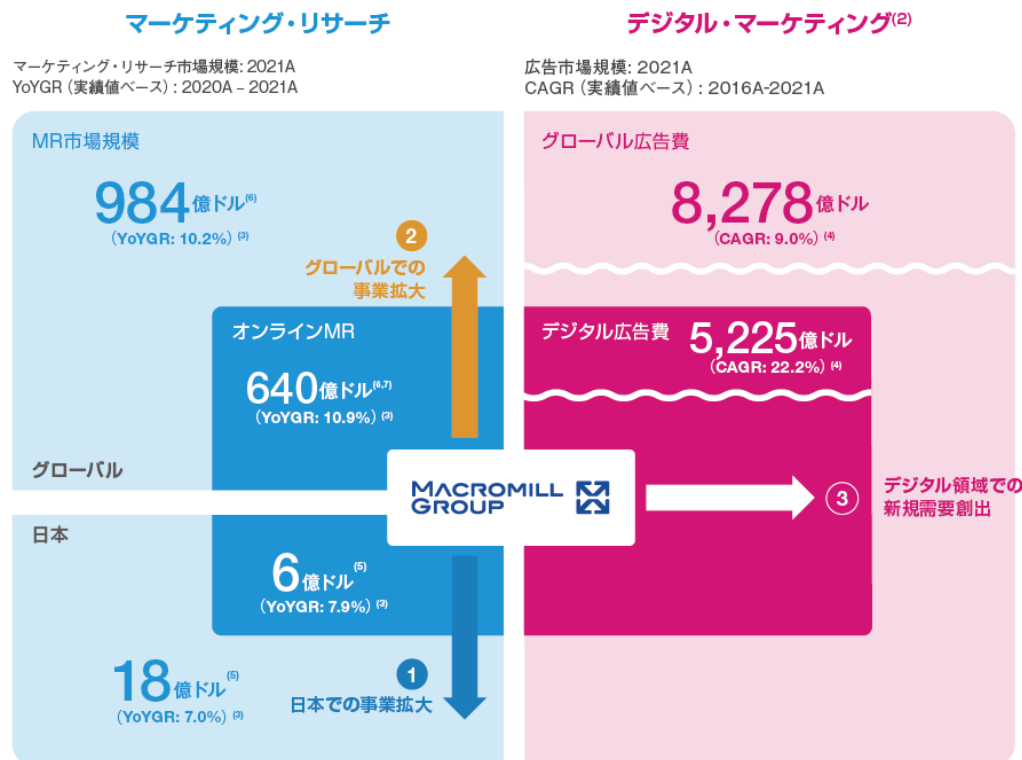 マーケティング・リサーチ
マーケティング・リサーチ市場規模: 2021A
YoYGR（実績値ベース）: 2020A – 2021A
MR市場規模
984億ドル(6)
（YoYGR: 10.2%）(3)
2
グローバルでの
事業拡大
オンラインMR
640億ドル(6,7)
（YoYGR: 10.9%）(3)
グローバル
日本
6億ドル(5)
（YoYGR: 7.9%）(3)
18億ドル(5)
（YoYGR: 7.0%）(3)
1
日本での事業拡大
MACROMILL
GROUP
デジタル・マーケティング(2)
広告市場規模: 2021A
CAGR（実績値ベース）: 2016A-2021A
グローバル広告費
8,278億ドル
（CAGR: 9.0%）(4)
デジタル広告費 5,225億ドル
（CAGR: 22.2%）(4)
3
デジタル領域での
新規需要創出